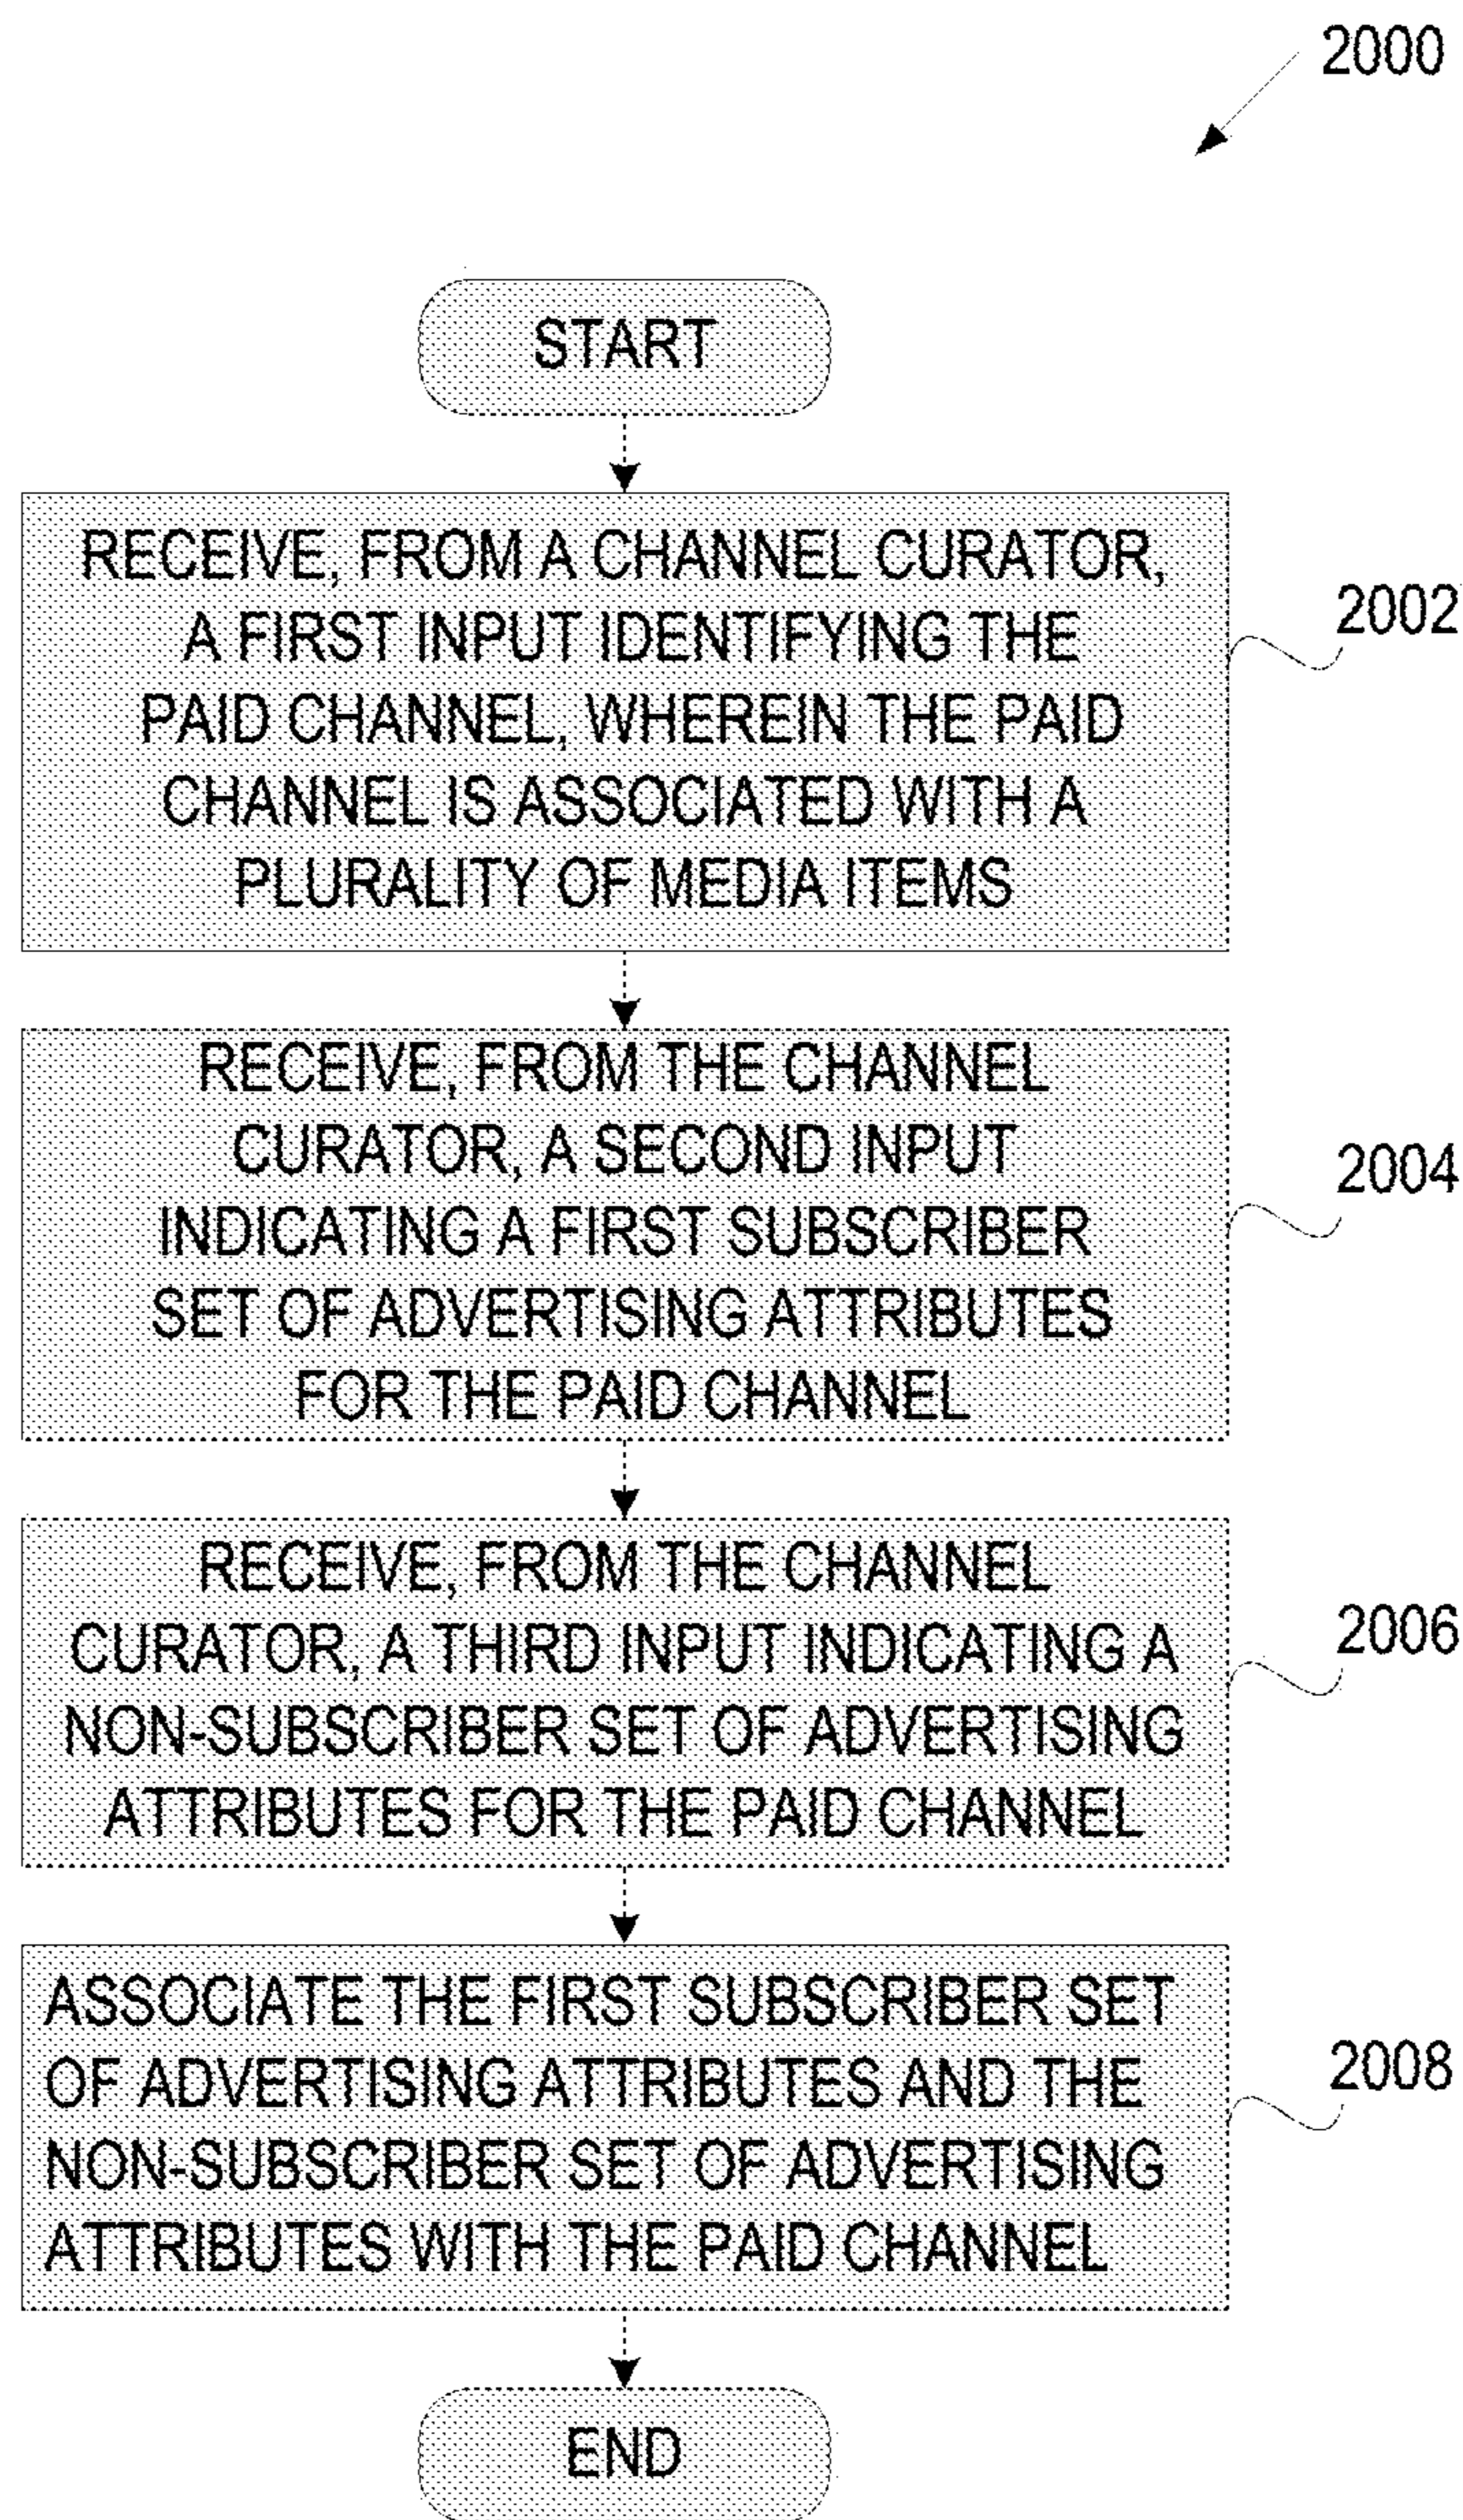 2000
START
RECEIVE, FROM A CHANNEL CURATOR,
A FIRST INPUT IDENTIFYING THE
PAID CHANNEL, WHEREIN THE PAID
CHANNEL IS ASSOCIATED WITH A
PLURALITY OF MEDIA ITEMS
2002
RECEIVE, FROM THE CHANNEL
CURATOR, A SECOND INPUT
INDICATING A FIRST SUBSCRIBER
SET OF ADVERTISING ATTRIBUTES
FOR THE PAID CHANNEL
2004
RECEIVE, FROM THE CHANNEL
CURATOR, A THIRD INPUT INDICATING A
NON-SUBSCRIBER SET OF ADVERTISING
ATTRIBUTES FOR THE PAID CHANNEL
2006
ASSOCIATE THE FIRST SUBSCRIBER SET
OF ADVERTISING ATTRIBUTES AND THE
NON-SUBSCRIBER SET OF ADVERTISING
ATTRIBUTES WITH THE PAID CHANNEL
2008
END